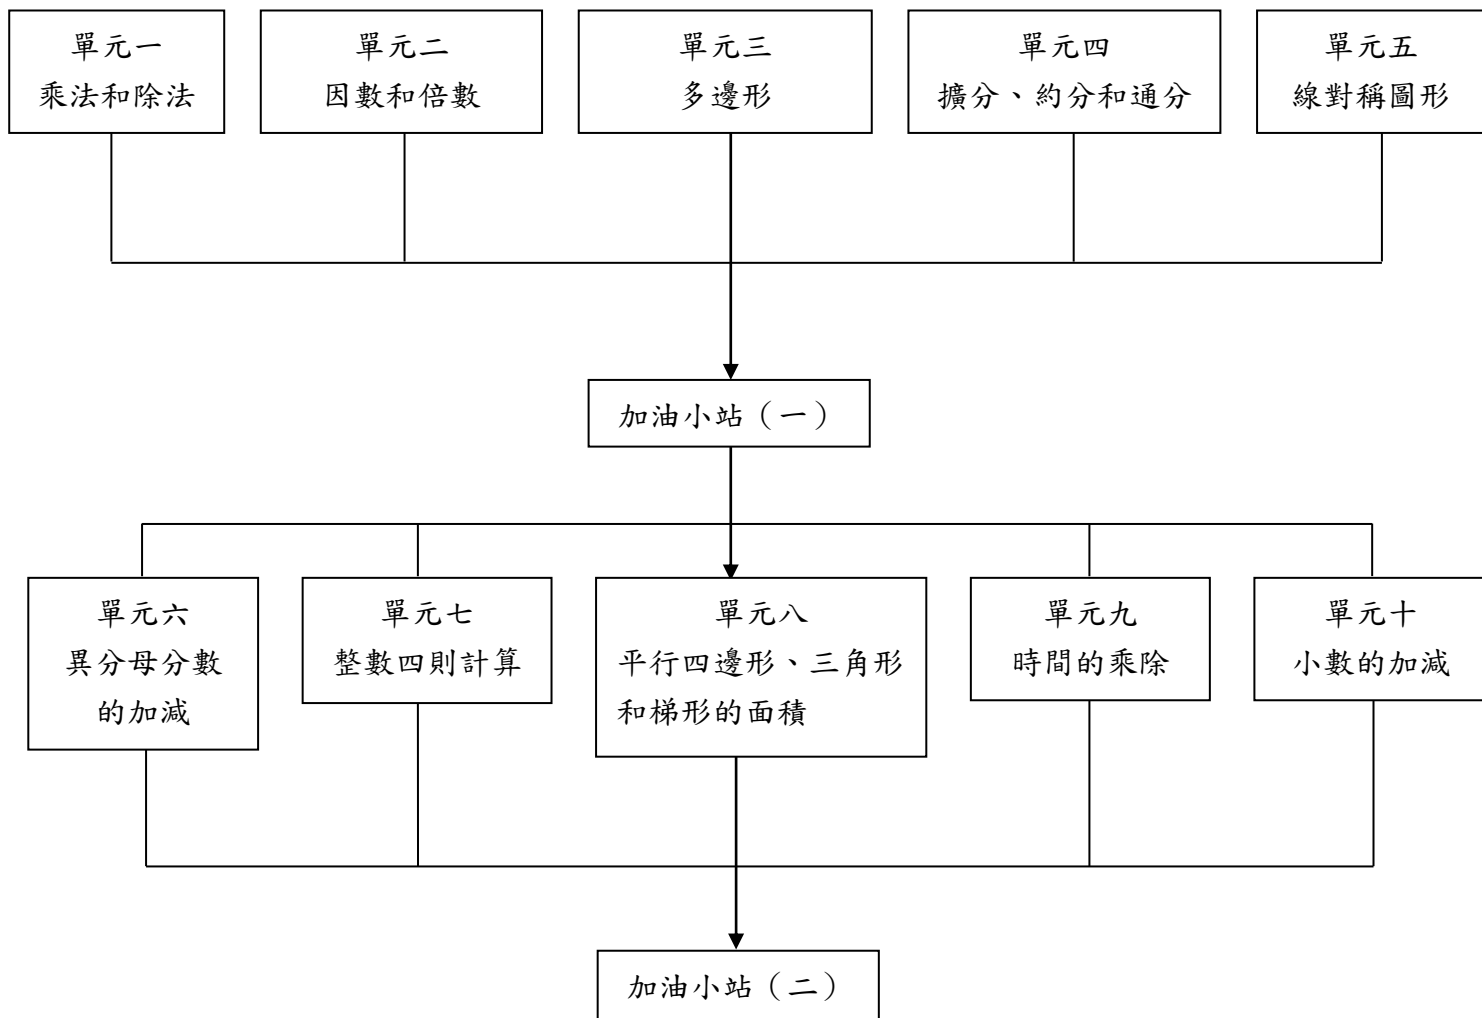 單元一
乘法和除法
單元二
因數和倍數
單元三
多邊形
單元四
擴分、約分和通分
單元五
線對稱圖形
加油小站（一）
單元六
異分母分數
的加減
單元七
整數四則計算
單元八
平行四邊形、三角形
和梯形的面積
單元九
時間的乘除
單元十
小數的加減
加油小站（二）